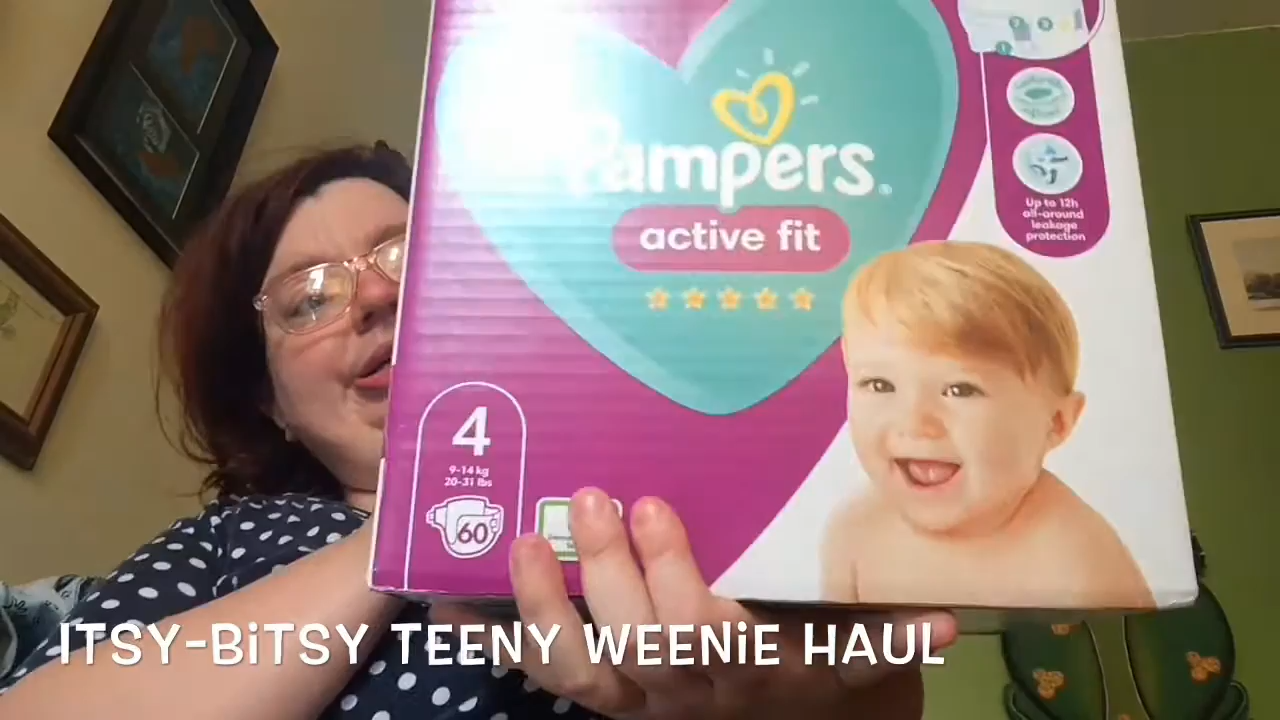 Pampers
active fit
Up to 12h
all-around
leakage
protection
4
9-14 kg
20-31 lbs
60
ITSY-BITSY TEENY WEENIE HAUL